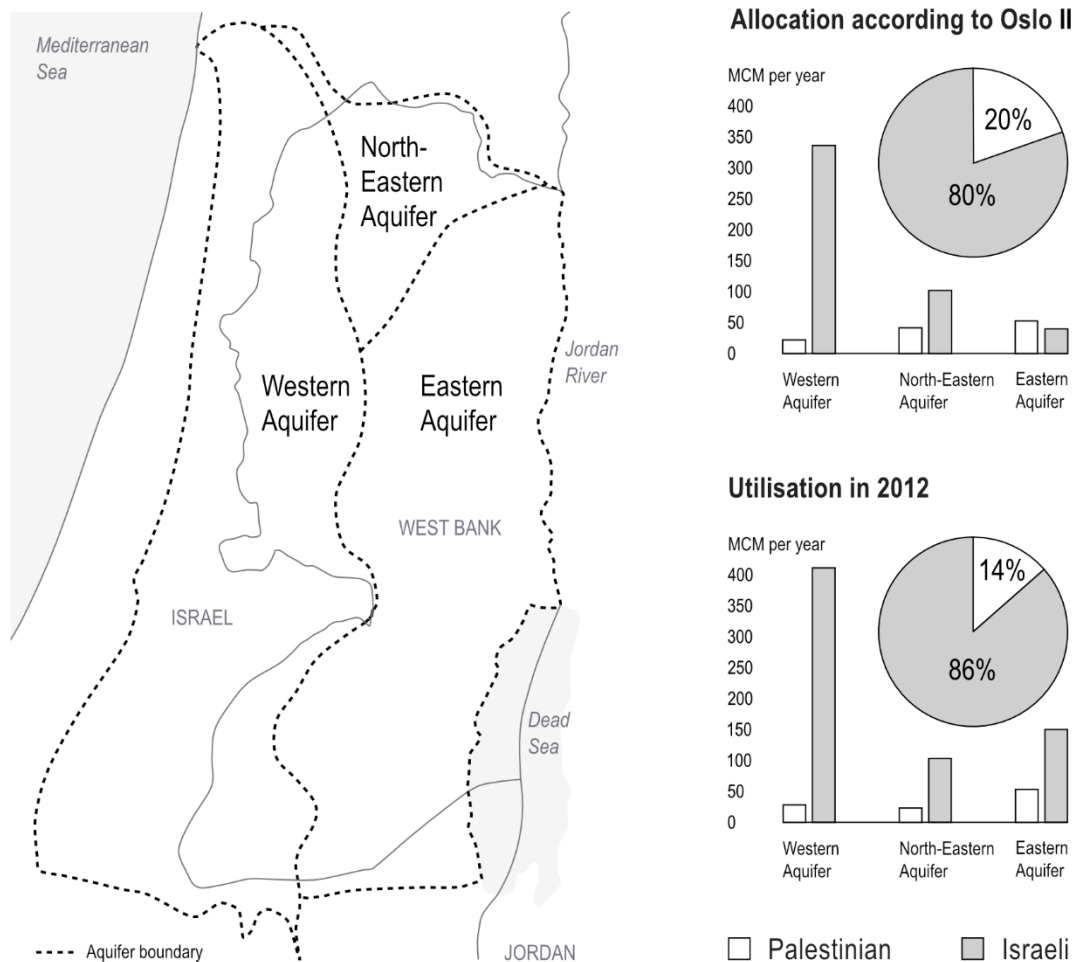 Mediterranean
Sea
North-
Eastern
Aquifer
Western
Aquifer
Eastern
Aquifer
Jordan
River
WEST BANK
ISRAEL
Dead
Sea
JORDAN
Aquifer boundary
Allocation according to Oslo II
MCM per year
400
350
300
250
200
150
100
50
0
20%
80%
Western
Aquifer
North-Eastern
Aquifer
Eastern
Aquifer
Utilisation in 2012
MCM per year
400
350
300
250
200
150
100
50
0
14%
86%
Western
Aquifer
North-Eastern
Aquifer
Eastern
Aquifer
Palestinian
Israeli